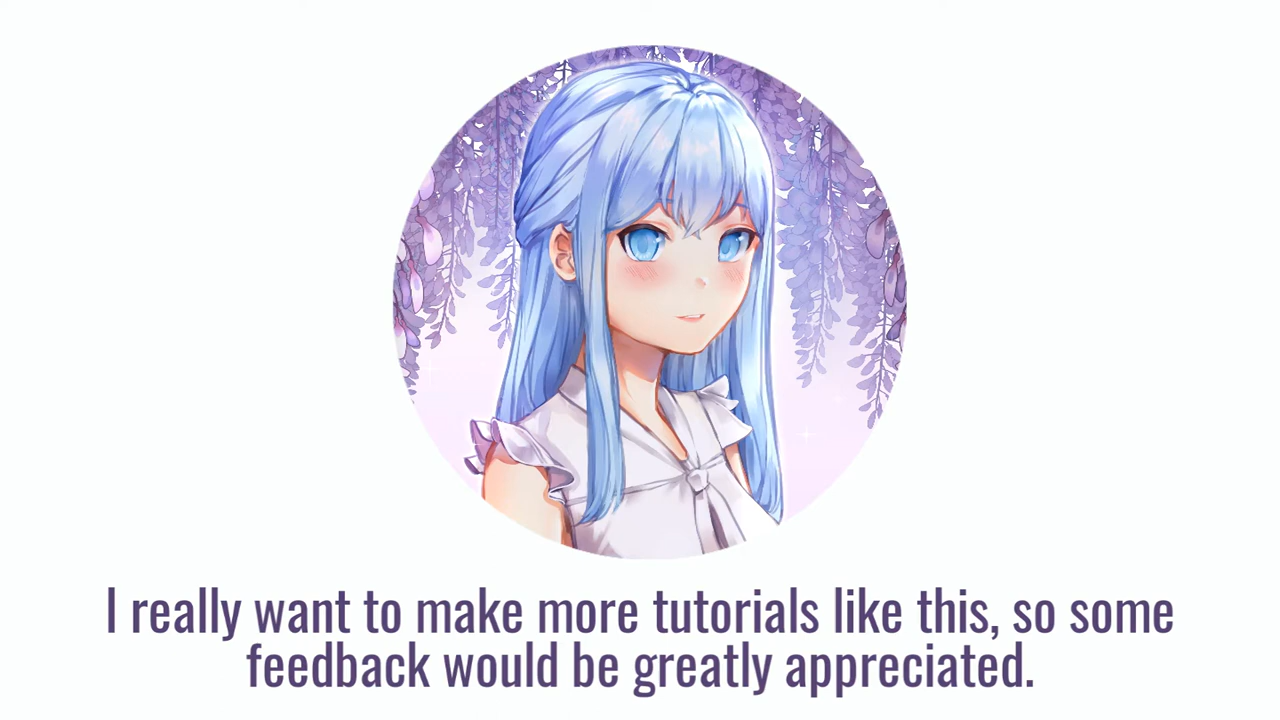 I really want to make more tutorials like this, so some
feedback would be greatly appreciated.